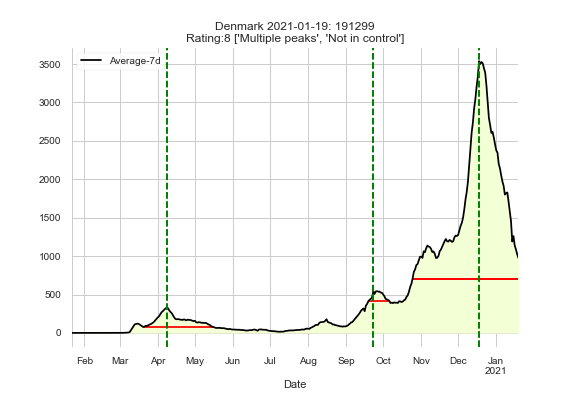 Denmark 2021-01-19: 191299
Rating:8 ['Multiple peaks', 'Not in control']
Average-7d
3500
3000
2500
2000
1500
1000
500
0
Feb Mar Apr May Jun Jul Aug Sep Oct Nov Dec Jan
2021
Date